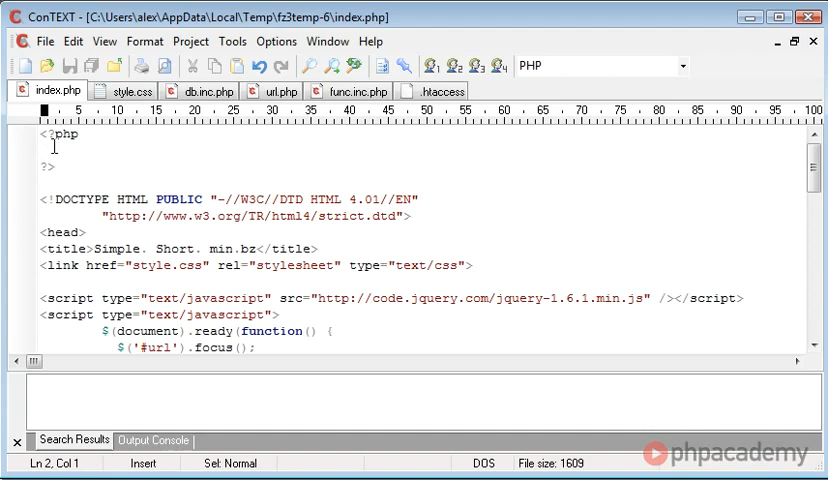 ConTEXT - [C:\Users\alex\AppData\Local\Temp\fz3temp-6\index.php]
File Edit View Format Project Tools Options Window Help
1 2 3 4 PHP
index.php style.css db.inc.php url.php func.inc.php .htaccess
5 10 15 20 25 30 35 40 45 50 55 60 65 70 75 80 85 90 95 100
<?php
?>
<!DOCTYPE HTML PUBLIC "-//W3C//DTD HTML 4.01//EN"
"http://www.w3.org/TR/html4/strict.dtd">
<head>
<title>Simple. Short. min.bz</title>
<link href="style.css" rel="stylesheet" type="text/css">
<script type="text/javascript" src="http://code.jquery.com/jquery-1.6.1.min.js" /></script>
<script type="text/javascript">
$(document).ready(function() {
$('#url').focus();
Search Results Output Console
Ln 2, Col 1 Insert Sel: Normal DOS File size: 1609
phpacademy